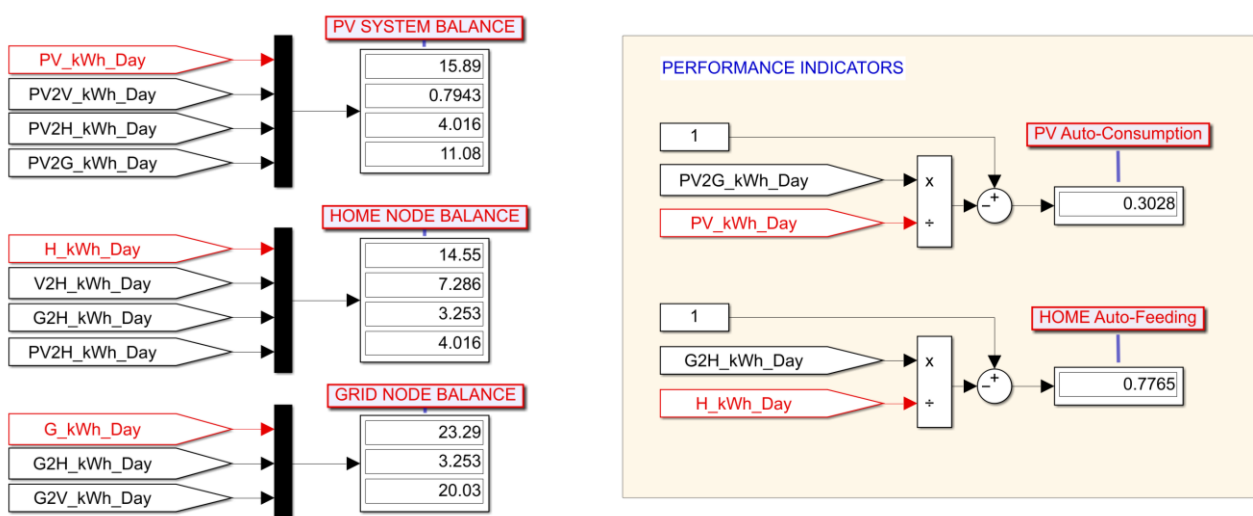 PV SYSTEM BALANCE
PV_kWh_Day
PV2V_kWh_Day
PV2H_kWh_Day
PV2G_kWh_Day
15.89
0.7943
4.016
11.08
HOME NODE BALANCE
H_kWh_Day
V2H_kWh_Day
G2H_kWh_Day
PV2H_kWh_Day
14.55
7.286
3.253
4.016
GRID NODE BALANCE
G_kWh_Day
G2H_kWh_Day
G2V_kWh_Day
23.29
3.253
20.03
PERFORMANCE INDICATORS
1
PV2G_kWh_Day
PV_kWh_Day
x
÷
− +
PV Auto-Consumption
0.3028
1
G2H_kWh_Day
H_kWh_Day
x
÷
− +
HOME Auto-Feeding
0.7765